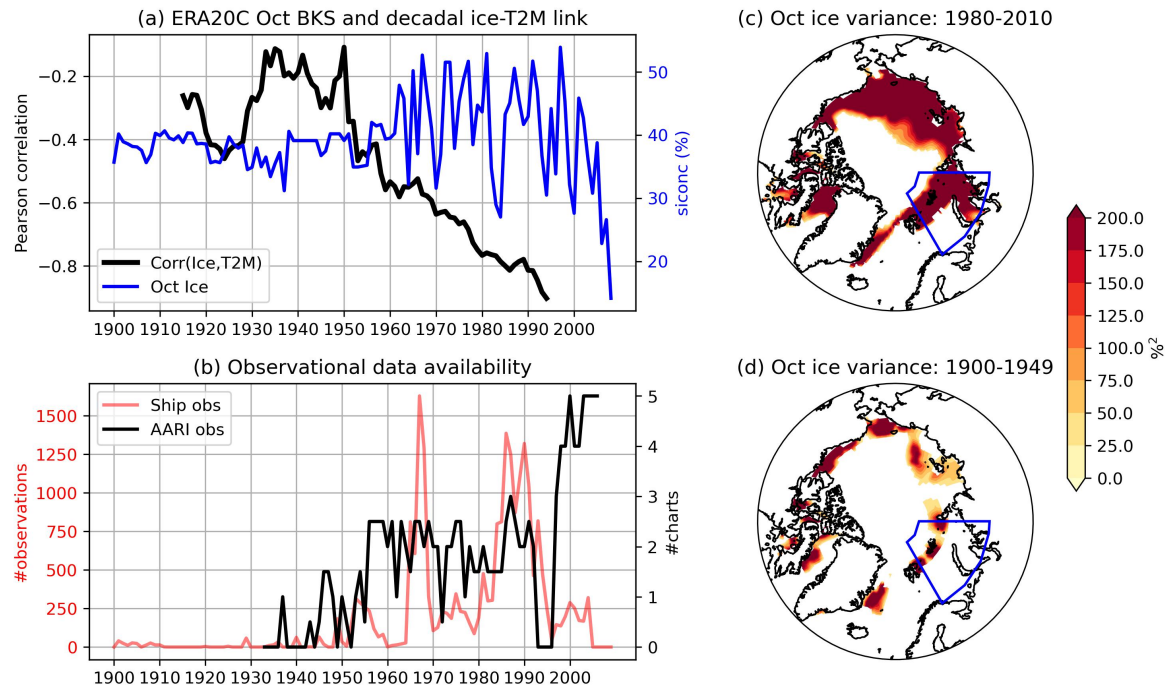 (a) ERA20C Oct BKS and decadal ice-T2M link
−0.2
−0.4
−0.6
−0.8
Pearson correlation
50
40
30
20
siconc (%)
Corr(Ice,T2M)
Oct Ice
1900 1910 1920 1930 1940 1950 1960 1970 1980 1990 2000
(b) Observational data availability
1500
1250
1000
750
500
250
0
#observations
5
4
3
2
1
0
#charts
Ship obs
AARI obs
1900 1910 1920 1930 1940 1950 1960 1970 1980 1990 2000
(c) Oct ice variance: 1980-2010
(d) Oct ice variance: 1900-1949
200.0
175.0
150.0
125.0
100.0
75.0
50.0
25.0
0.0
%²